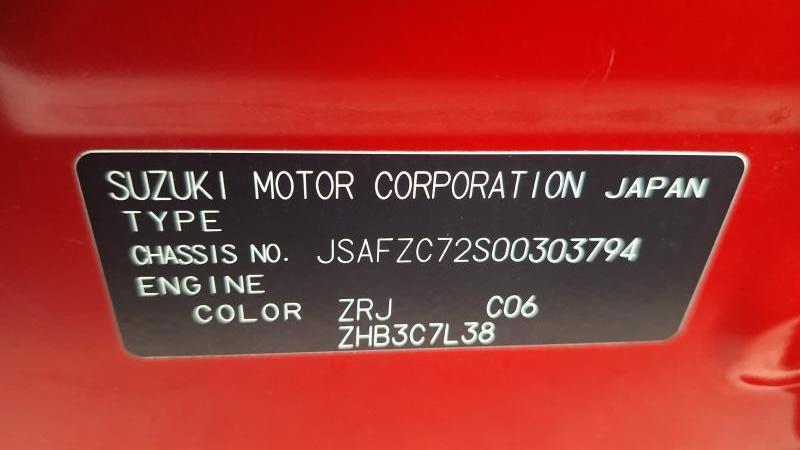 SUZUKI MOTOR CORPORATION JAPAN
TYPE
CHASSIS NO. JSAFZC72S00303794
ENGINE
COLOR ZRJ C06
ZHB3C7L38